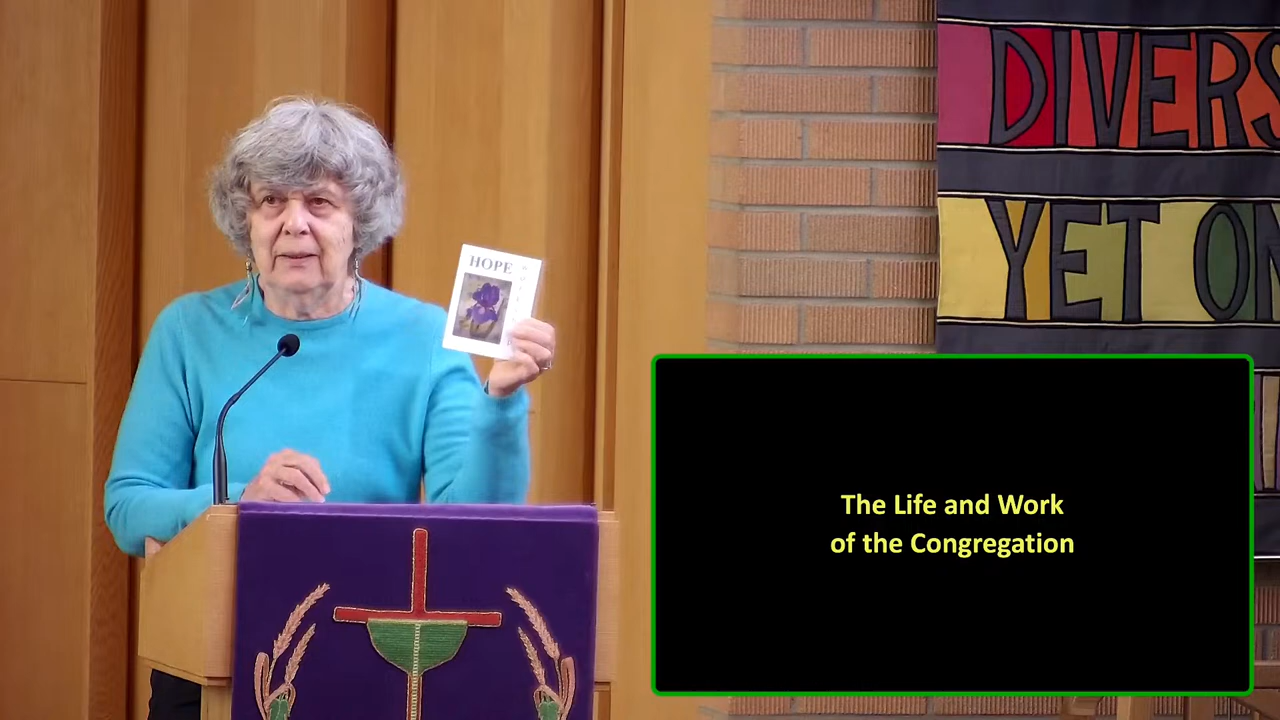 HOPE
DIVERS
YET ON
The Life and Work
of the Congregation